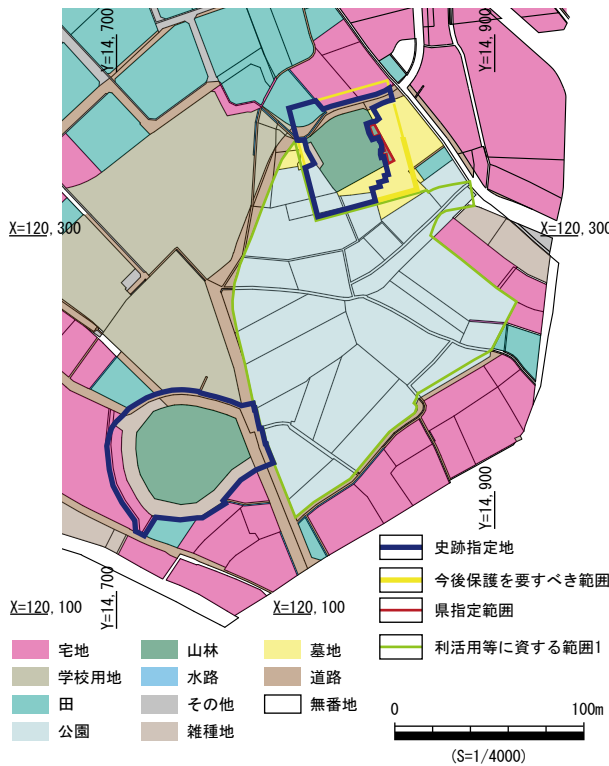 Y=14, 700
Y=14, 900
X=120, 300
X=120, 300
Y=14, 900
Y=14, 700
X=120, 100
X=120, 100
史跡指定地
今後保護を要すべき範囲
県指定範囲
利活用等に資する範囲1
宅地
山林
墓地
学校用地
水路
道路
田
その他
無番地
公園
雑種地
0
100m
(S=1/4000)